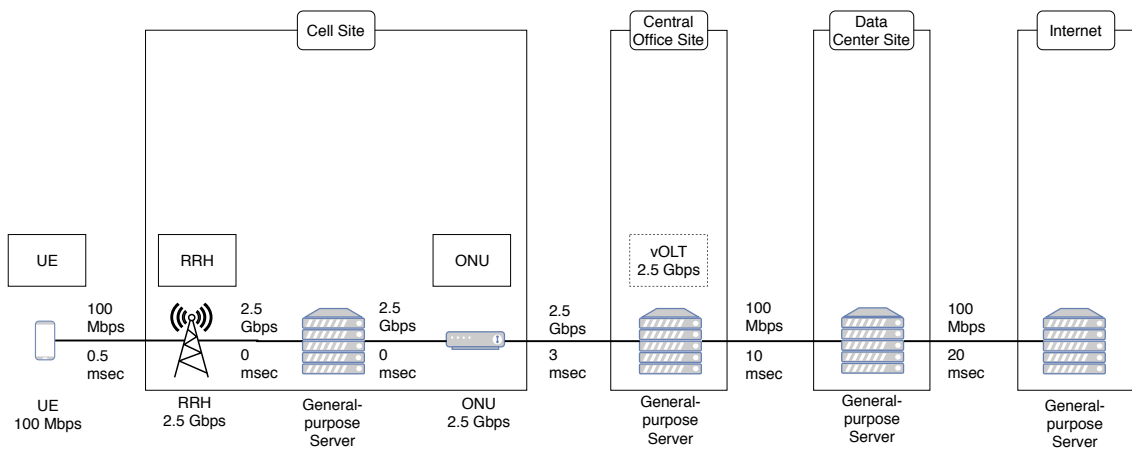 Cell Site
Central
Office Site
Data
Center Site
Internet
UE
RRH
ONU
vOLT
2.5 Gbps
100
Mbps
0.5
msec
2.5
Gbps
0
msec
2.5
Gbps
0
msec
2.5
Gbps
3
msec
100
Mbps
10
msec
100
Mbps
20
msec
UE
100 Mbps
RRH
2.5 Gbps
General-
purpose
Server
ONU
2.5 Gbps
General-
purpose
Server
General-
purpose
Server
General-
purpose
Server